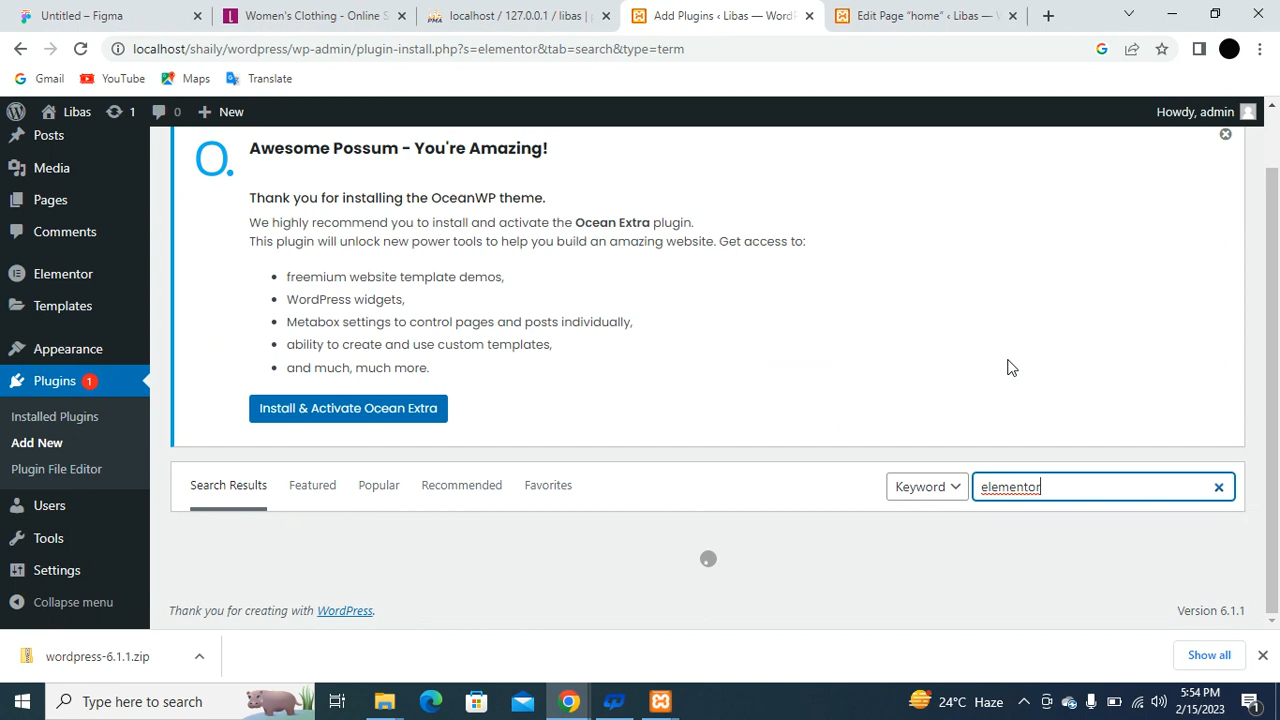 Untitled – Figma
Women's Clothing - Online S
localhost / 127.0.0.1 / libas | p
Add Plugins ‹ Libas — WordP
Edit Page “home” ‹ Libas — W
localhost/shaily/wordpress/wp-admin/plugin-install.php?s=elementor&tab=search&type=term
Gmail
YouTube
Maps
Translate
Libas
1
0
New
Howdy, admin
Posts
Media
Pages
Comments
Elementor
Templates
Appearance
Plugins 1
Installed Plugins
Add New
Plugin File Editor
Users
Tools
Settings
Collapse menu
O.
Awesome Possum - You're Amazing!
Thank you for installing the OceanWP theme.
We highly recommend you to install and activate the Ocean Extra plugin.
This plugin will unlock new power tools to help you build an amazing website. Get access to:
freemium website template demos,
WordPress widgets,
Metabox settings to control pages and posts individually,
ability to create and use custom templates,
and much, much more.
Install & Activate Ocean Extra
Search Results
Featured
Popular
Recommended
Favorites
Keyword
elementor
Thank you for creating with WordPress.
Version 6.1.1
wordpress-6.1.1.zip
Show all
Type here to search
24°C Haze
5:54 PM
2/15/2023
1